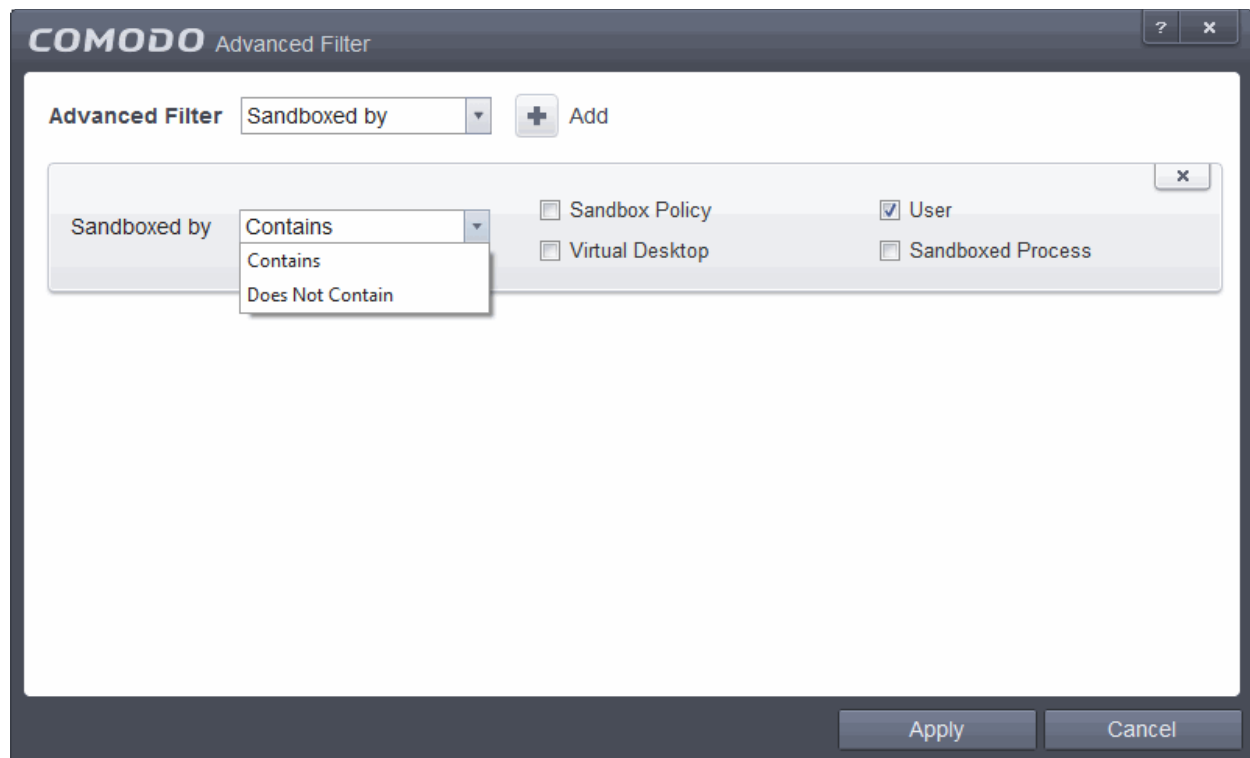 COMODO Advanced Filter ? ×
Advanced Filter Sandboxed by Add
Sandboxed by Contains
Sandbox Policy User
Virtual Desktop Sandboxed Process
Contains
Does Not Contain
Apply Cancel